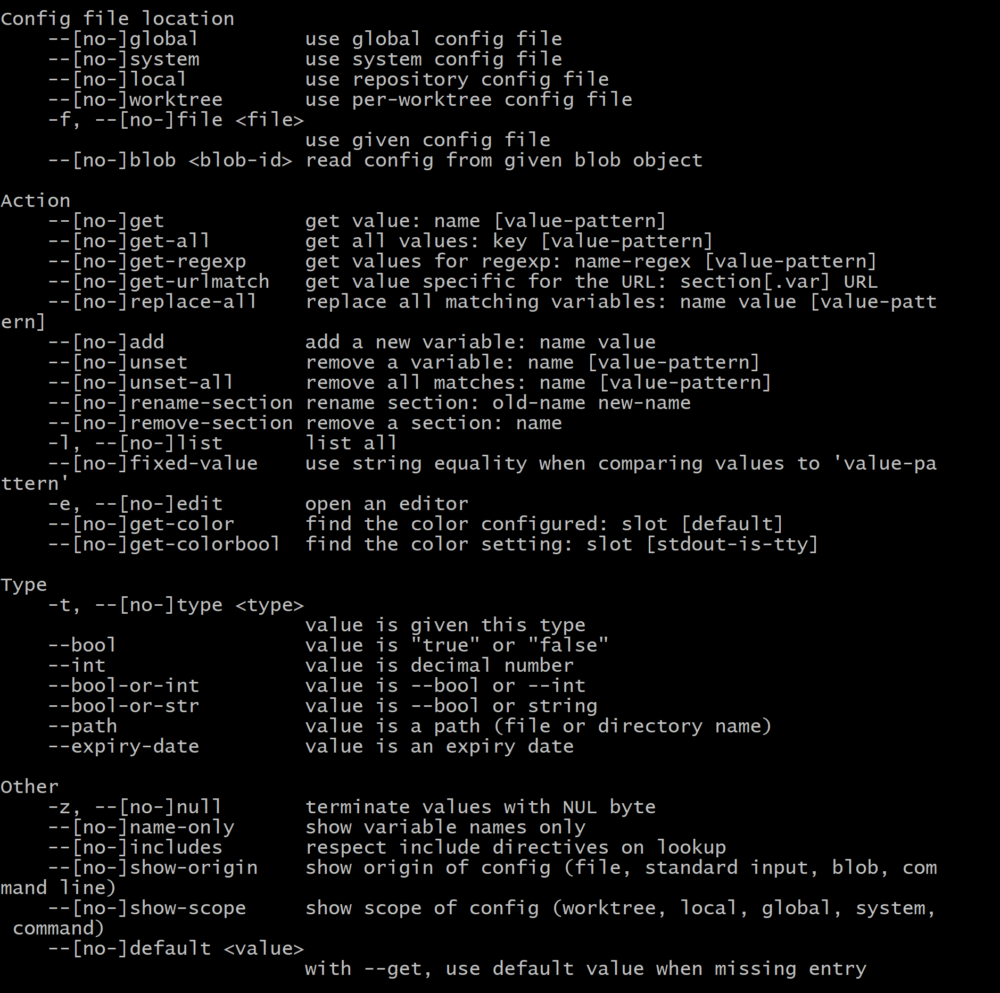 Config file location
    --[no-]global         use global config file
    --[no-]system         use system config file
    --[no-]local          use repository config file
    --[no-]worktree       use per-worktree config file
    -f, --[no-]file <file>
                          use given config file
    --[no-]blob <blob-id> read config from given blob object

Action
    --[no-]get            get value: name [value-pattern]
    --[no-]get-all        get all values: key [value-pattern]
    --[no-]get-regexp     get values for regexp: name-regex [value-pattern]
    --[no-]get-urlmatch   get value specific for the URL: section[.var] URL
    --[no-]replace-all    replace all matching variables: name value [value-patt
ern]
    --[no-]add            add a new variable: name value
    --[no-]unset          remove a variable: name [value-pattern]
    --[no-]unset-all      remove all matches: name [value-pattern]
    --[no-]rename-section rename section: old-name new-name
    --[no-]remove-section remove a section: name
    -l, --[no-]list       list all
    --[no-]fixed-value    use string equality when comparing values to 'value-pa
ttern'
    -e, --[no-]edit       open an editor
    --[no-]get-color      find the color configured: slot [default]
    --[no-]get-colorbool  find the color setting: slot [stdout-is-tty]

Type
    -t, --[no-]type <type>
                          value is given this type
    --bool                value is "true" or "false"
    --int                 value is decimal number
    --bool-or-int         value is --bool or --int
    --bool-or-str         value is --bool or string
    --path                value is a path (file or directory name)
    --expiry-date         value is an expiry date

Other
    -z, --[no-]null       terminate values with NUL byte
    --[no-]name-only      show variable names only
    --[no-]includes       respect include directives on lookup
    --[no-]show-origin    show origin of config (file, standard input, blob, com
mand line)
    --[no-]show-scope     show scope of config (worktree, local, global, system,
 command)
    --[no-]default <value>
                          with --get, use default value when missing entry